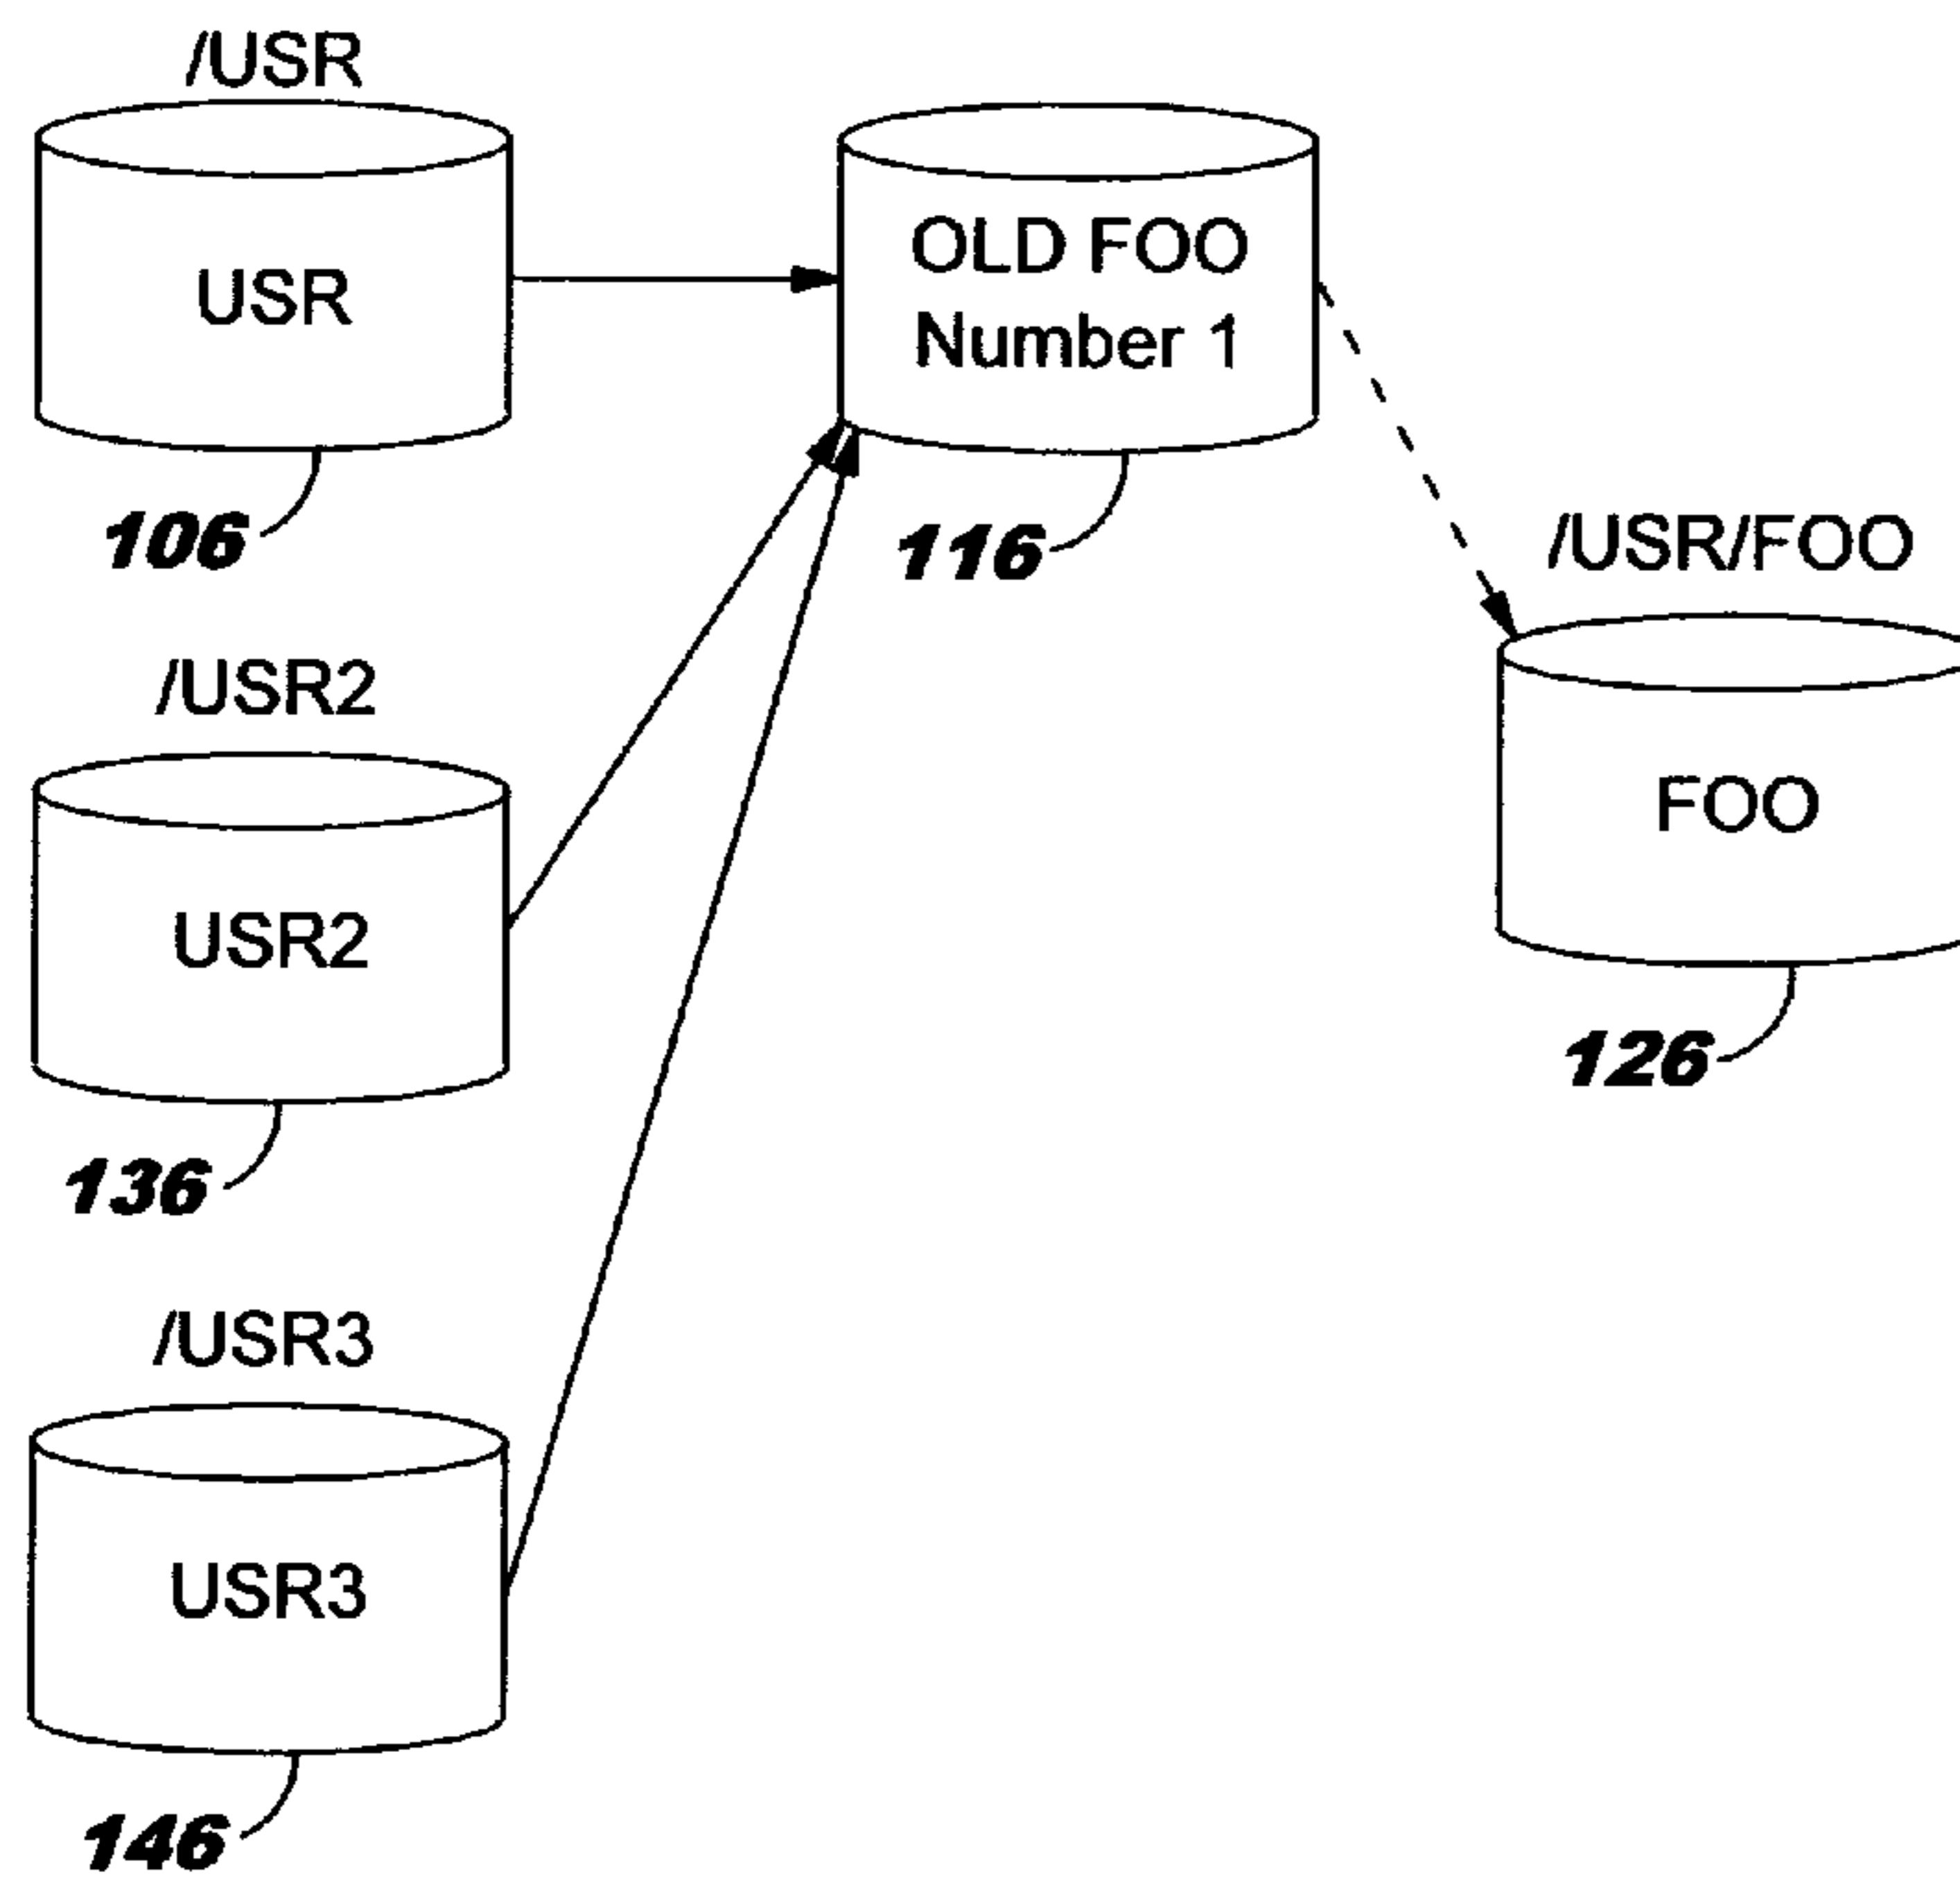 /USR
USR
106
OLD FOO
Number 1
116
/USR/FOO
FOO
126
/USR2
USR2
136
/USR3
USR3
146